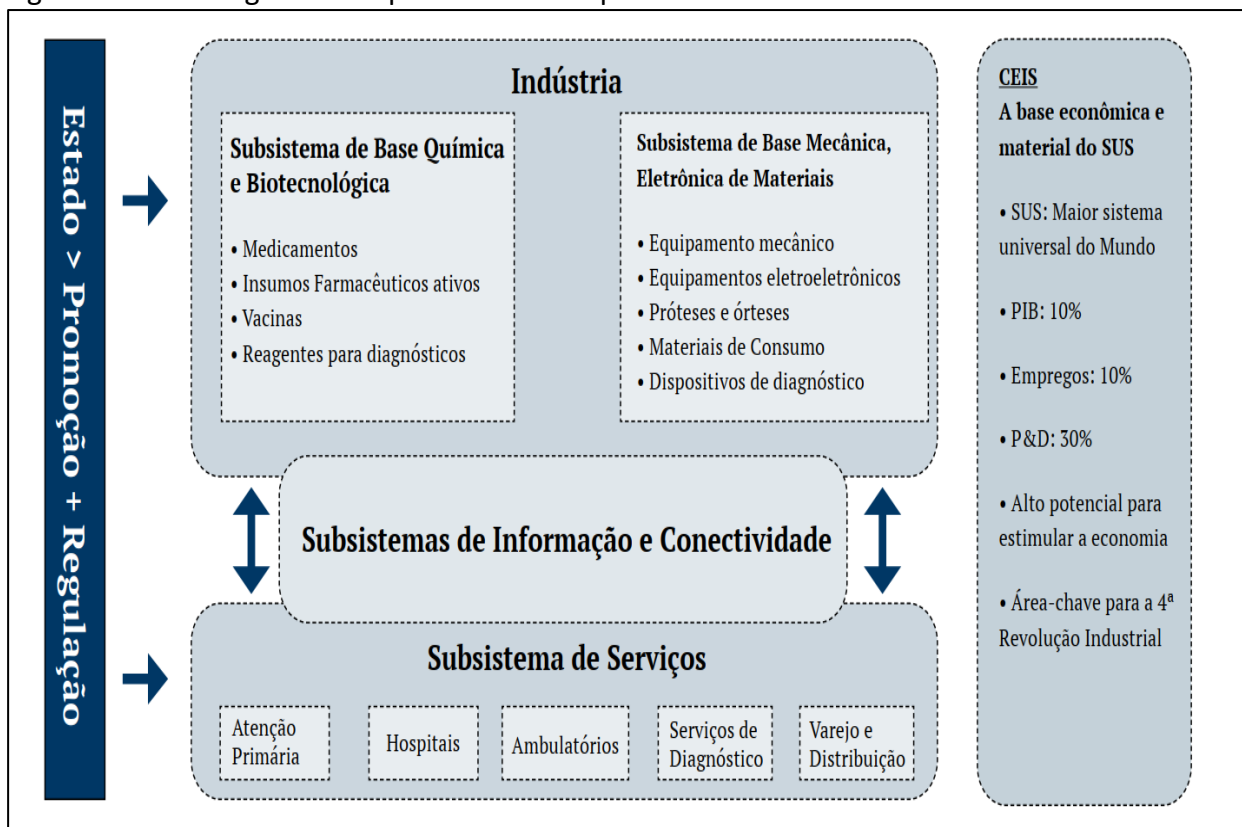 Estado > Promoção + Regulação
Indústria
Subsistema de Base Química
e Biotecnológica
• Medicamentos
• Insumos Farmacêuticos ativos
• Vacinas
• Reagentes para diagnósticos
Subsistema de Base Mecânica,
Eletrônica de Materiais
• Equipamento mecânico
• Equipamentos eletroeletrônicos
• Próteses e órteses
• Materiais de Consumo
• Dispositivos de diagnóstico
Subsistemas de Informação e Conectividade
Subsistema de Serviços
Atenção
Primária
Hospitais
Ambulatórios
Serviços de
Diagnóstico
Varejo e
Distribuição
CEIS
A base econômica e
material do SUS
• SUS: Maior sistema
universal do Mundo
• PIB: 10%
• Empregos: 10%
• P&D: 30%
• Alto potencial para
estimular a economia
• Área-chave para a 4ª
Revolução Industrial